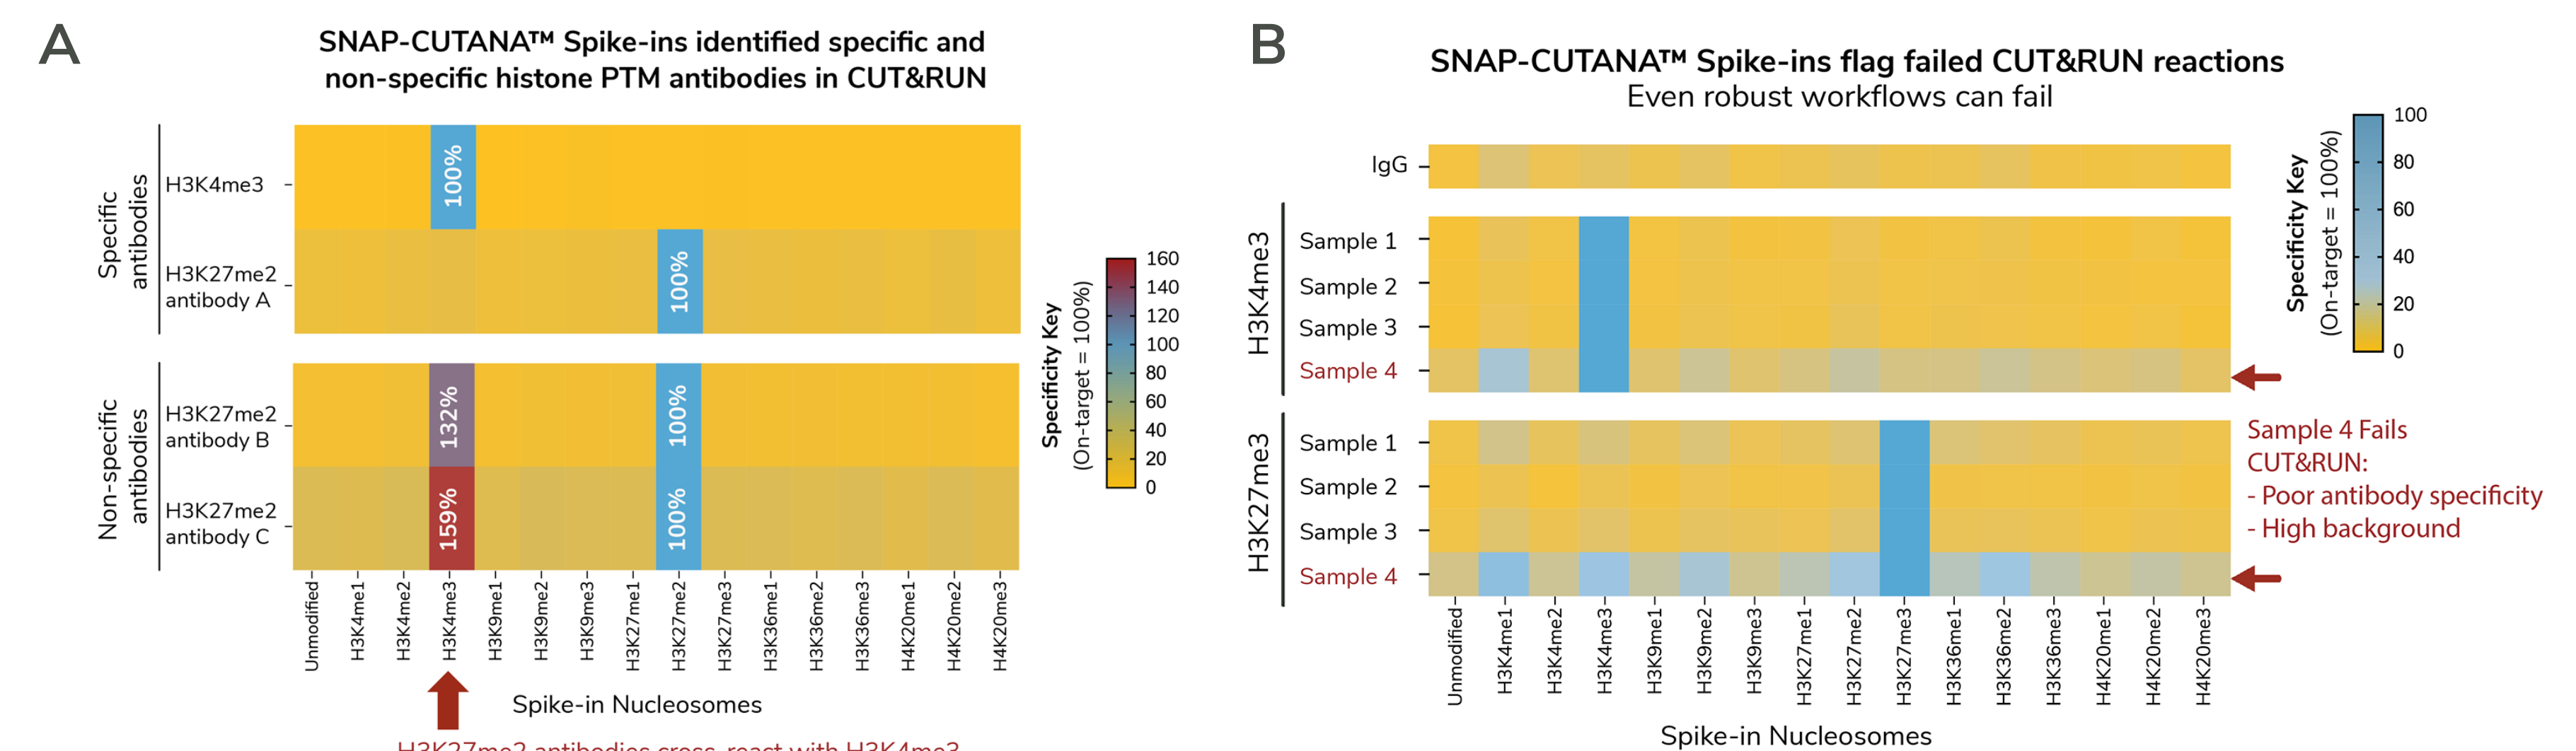 A
SNAP-CUTANA™ Spike-ins identified specific and
non-specific histone PTM antibodies in CUT&RUN
Specific
antibodies
H3K4me3
100%
H3K27me2
antibody A
100%
Non-specific
antibodies
H3K27me2
antibody B
132%
100%
H3K27me2
antibody C
159%
100%
Unmodified
H3K4me1
H3K4me2
H3K4me3
H3K9me1
H3K9me2
H3K9me3
H3K27me1
H3K27me2
H3K27me3
H3K36me1
H3K36me2
H3K36me3
H4K20me1
H4K20me2
H4K20me3
Spike-in Nucleosomes
H3K27me2 antibodies cross-react with H3K4me3
Specificity Key
(On-target = 100%)
160
140
120
100
80
60
40
20
0
B
SNAP-CUTANA™ Spike-ins flag failed CUT&RUN reactions
Even robust workflows can fail
IgG
H3K4me3
Sample 1
Sample 2
Sample 3
Sample 4
H3K27me3
Sample 1
Sample 2
Sample 3
Sample 4
Unmodified
H3K4me1
H3K4me2
H3K4me3
H3K9me1
H3K9me2
H3K9me3
H3K27me1
H3K27me2
H3K27me3
H3K36me1
H3K36me2
H3K36me3
H4K20me1
H4K20me2
H4K20me3
Spike-in Nucleosomes
Specificity Key
(On-target = 100%)
100
80
60
40
20
0
Sample 4 Fails
CUT&RUN:
- Poor antibody specificity
- High background